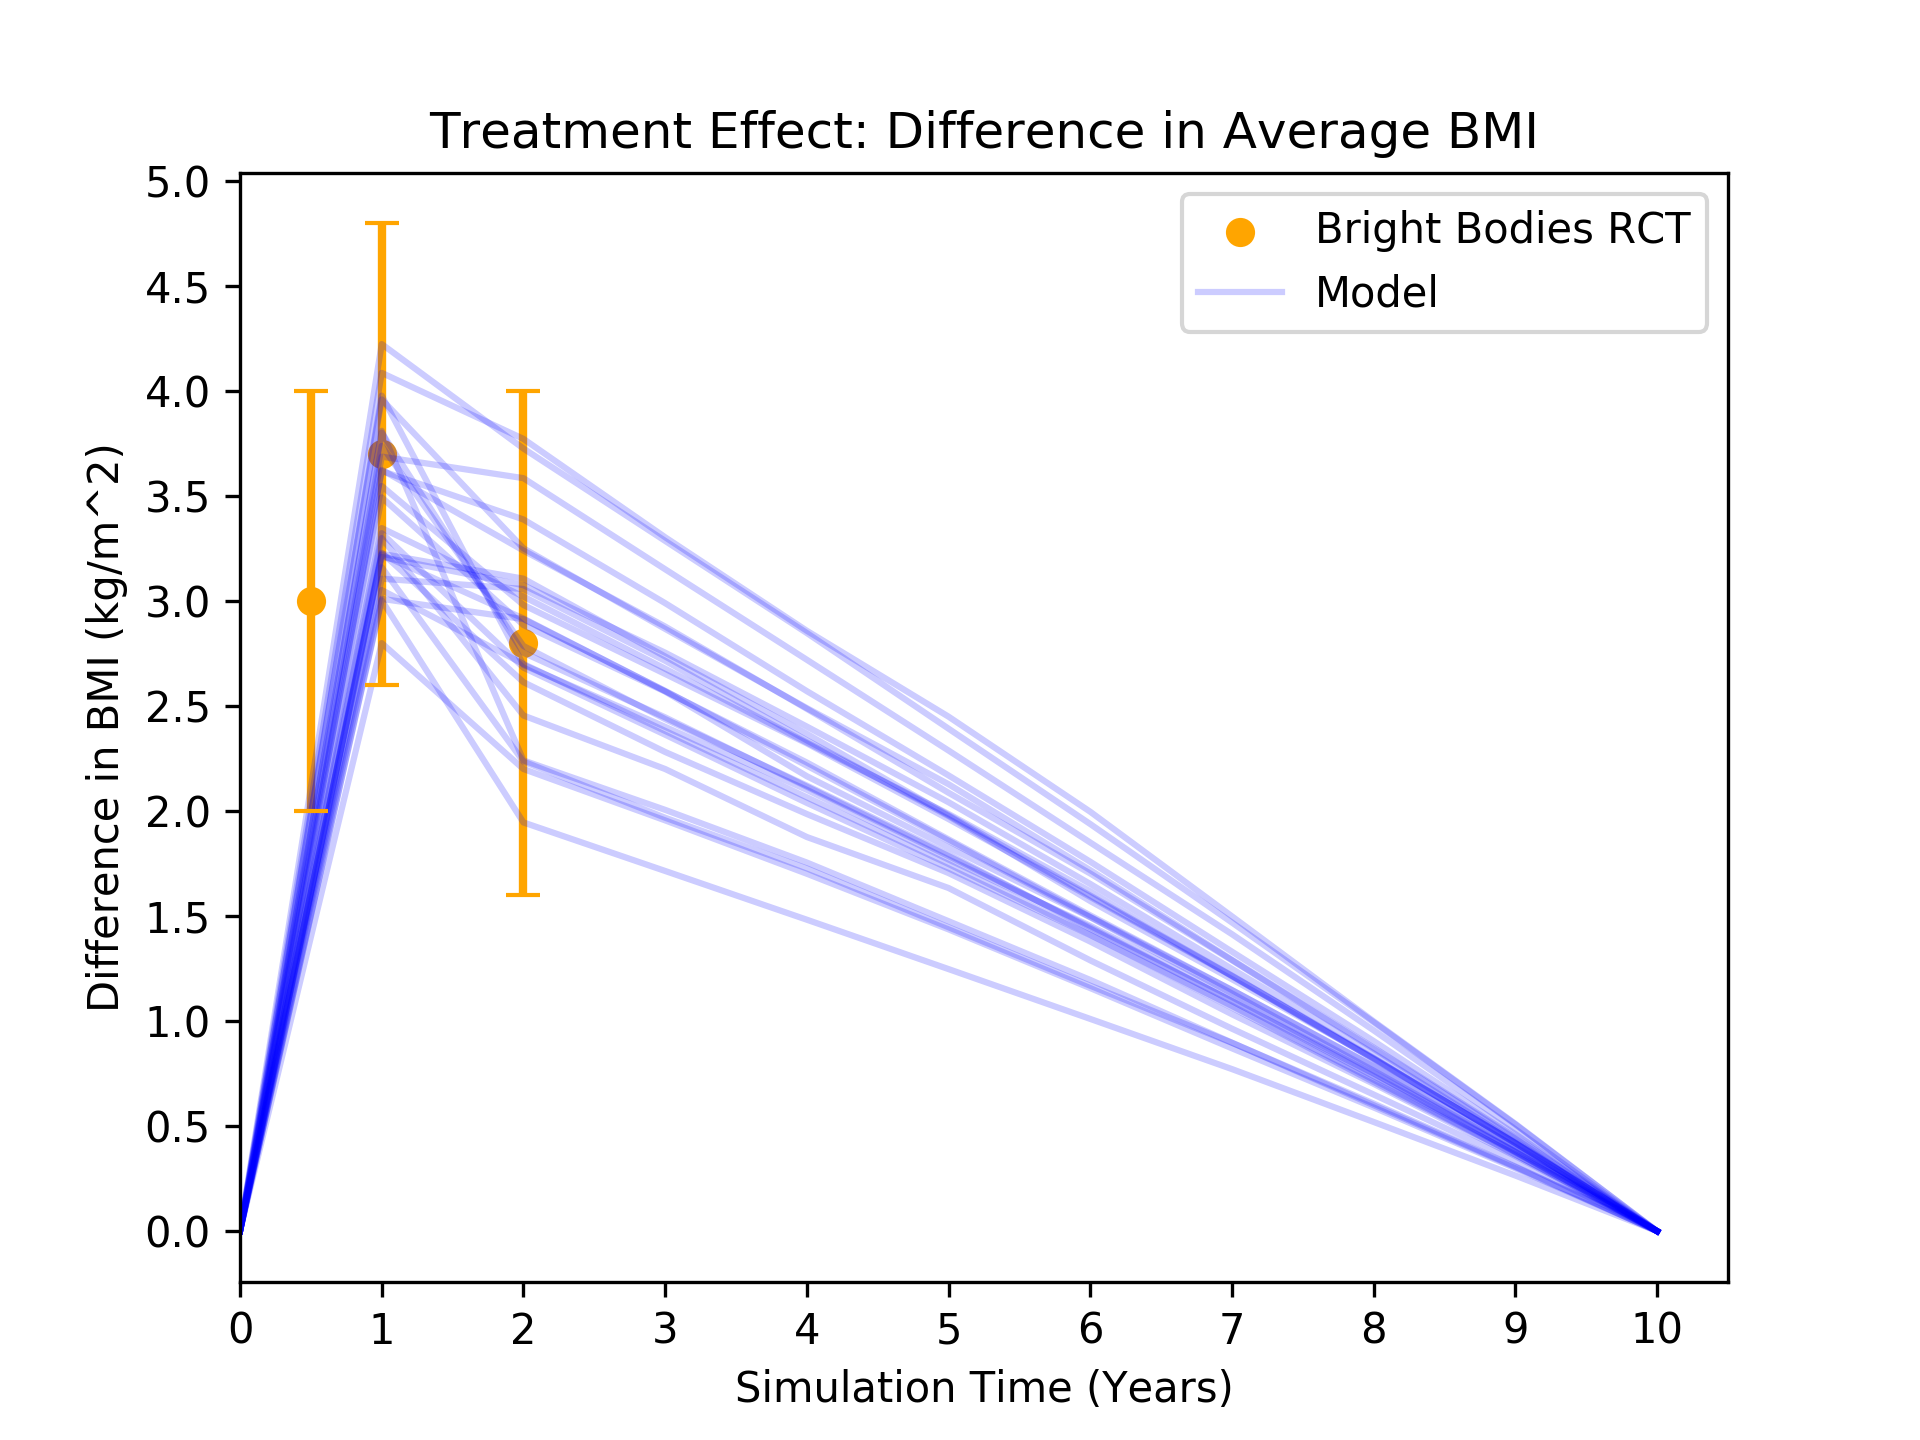 Treatment Effect: Difference in Average BMI
Bright Bodies RCT
Model
Difference in BMI (kg/m^2)
5.0
4.5
4.0
3.5
3.0
2.5
2.0
1.5
1.0
0.5
0.0
0 1 2 3 4 5 6 7 8 9 10
Simulation Time (Years)